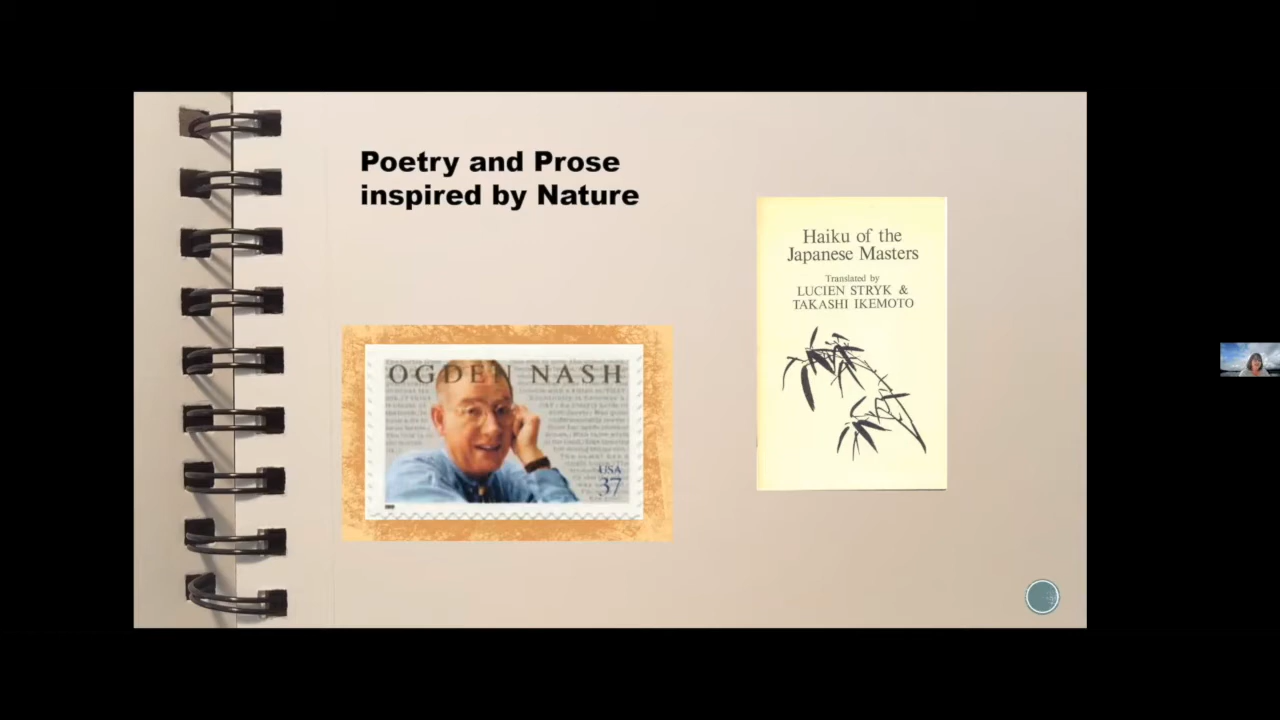 Poetry and Prose
inspired by Nature
OGDEN NASH
USA
37
Haiku of the
Japanese Masters
Translated by
LUCIEN STRYK &
TAKASHI IKEMOTO